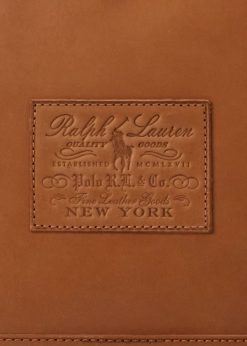 Ralph Lauren
QUALITY GOODS
ESTABLISHED MCMLXVII
Polo R.L. & Co.
Fine Leather Goods
NEW YORK